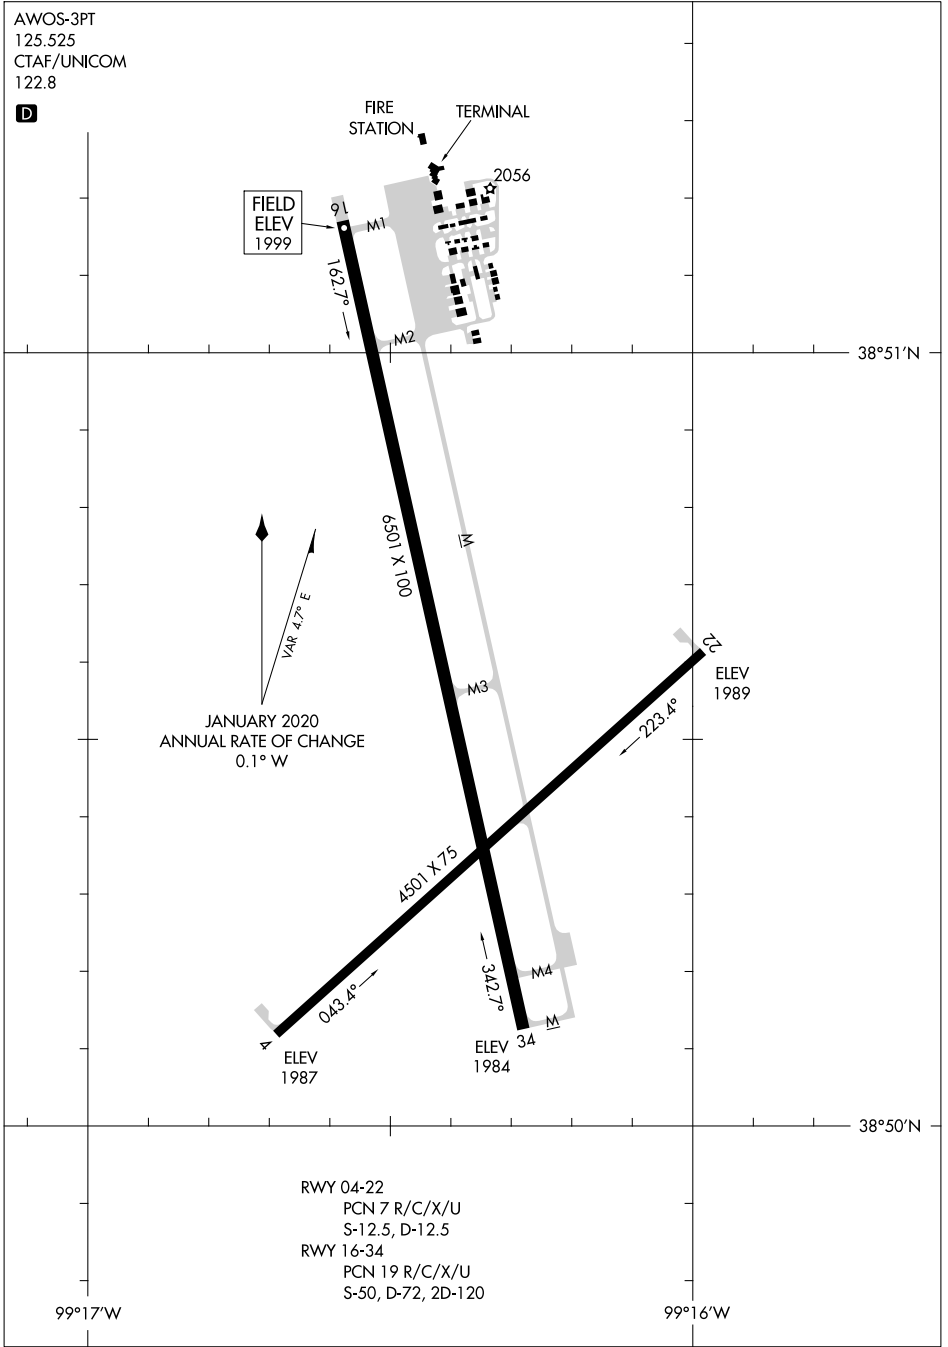 AWOS-3PT
125.525
CTAF/UNICOM
122.8
D
FIRE
STATION
TERMINAL
2056
FIELD
ELEV
1999
16
M1
162.7°
M2
38°51'N
6501 X 100
M
VAR 4.7° E
JANUARY 2020
ANNUAL RATE OF CHANGE
0.1° W
22
ELEV
1989
M3
223.4°
4501 X 75
043.4°
342.7°
M4
M
4
ELEV
1987
34
ELEV
1984
38°50'N
RWY 04-22
PCN 7 R/C/X/U
S-12.5, D-12.5
RWY 16-34
PCN 19 R/C/X/U
S-50, D-72, 2D-120
99°17'W
99°16'W